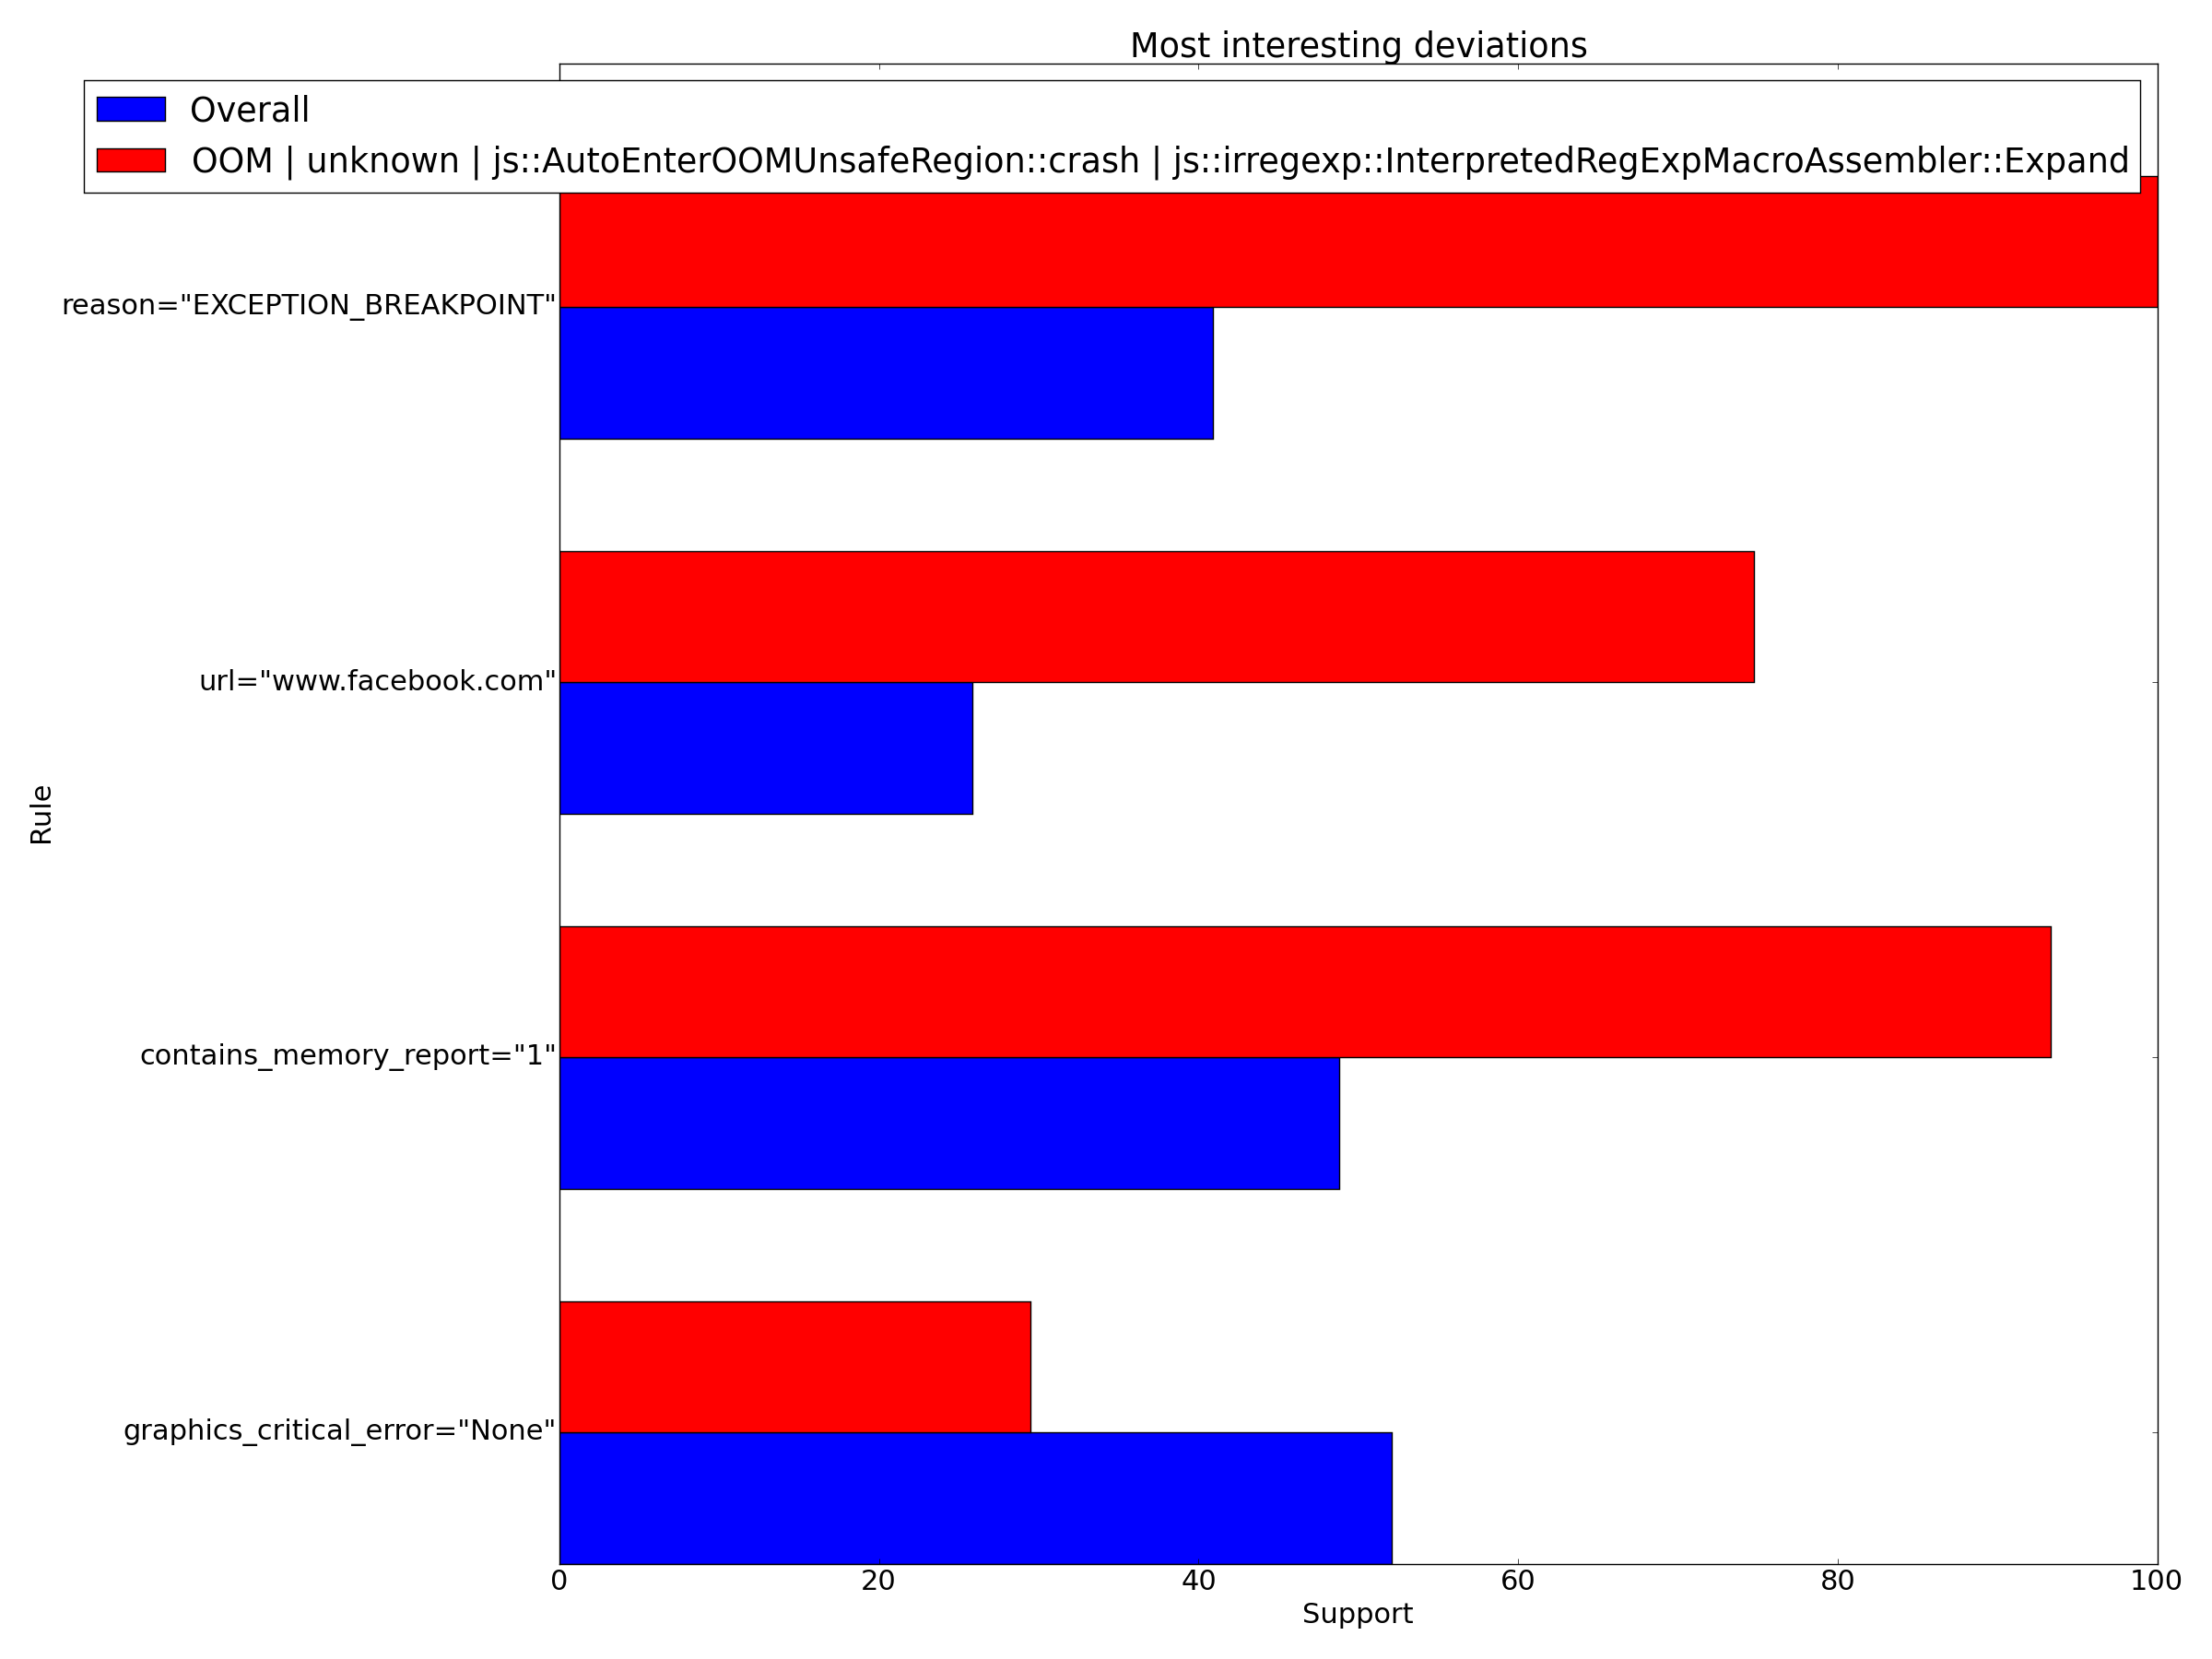 Most interesting deviations
Overall
OOM | unknown | js::AutoEnterOOMUnsafeRegion::crash | js::irregexp::InterpretedRegExpMacroAssembler::Expand
reason="EXCEPTION_BREAKPOINT"
url="www.facebook.com"
Rule
contains_memory_report="1"
graphics_critical_error="None"
0 20 40 60 80 100
Support